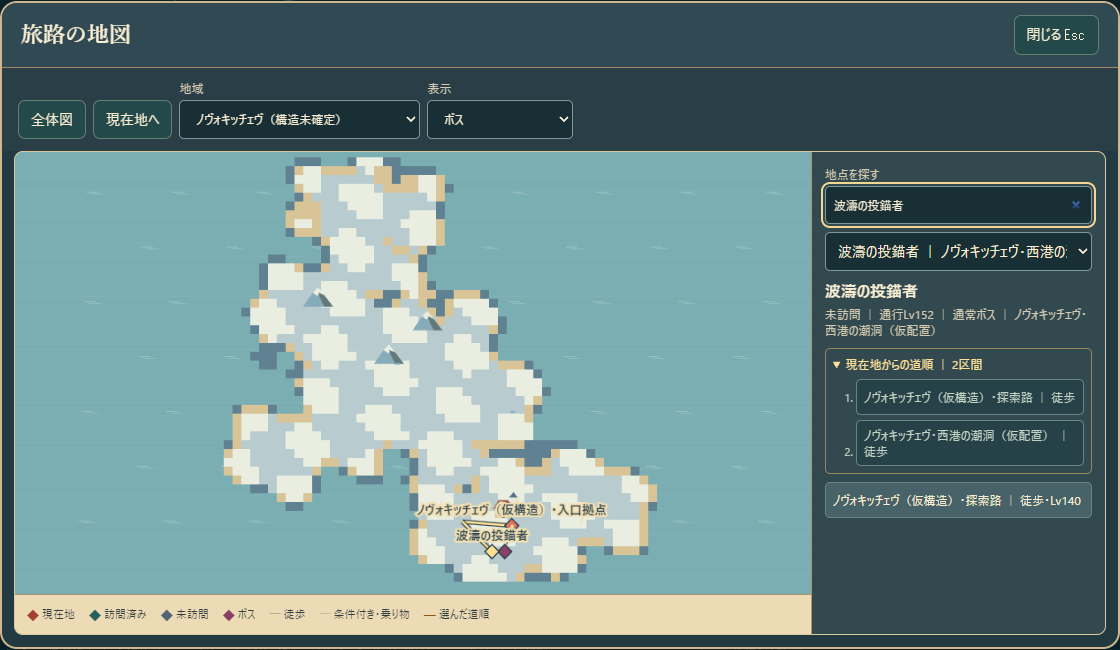 旅路の地図
閉じる Esc
地域
表示
全体図
現在地へ
ノヴォキッチェヴ（構造未確定）
ボス
地点を探す
波濤の投錨者
波濤の投錨者 ｜ ノヴォキッチェヴ・西港の
波濤の投錨者
未訪問 ｜ 通行Lv152 ｜ 通常ボス ｜ ノヴォキッチェヴ・
西港の潮洞（仮配置）
▼ 現在地からの道順 ｜ 2区間
1. ノヴォキッチェヴ（仮構造）・探索路 ｜ 徒歩
2. ノヴォキッチェヴ・西港の潮洞（仮配置） ｜
徒歩
ノヴォキッチェヴ（仮構造）・探索路 ｜ 徒歩・Lv140
ノヴォキッチェヴ（仮構造）・入口拠点
波濤の投錨者
現在地
訪問済み
未訪問
ボス
徒歩
条件付き・乗り物
選んだ道順